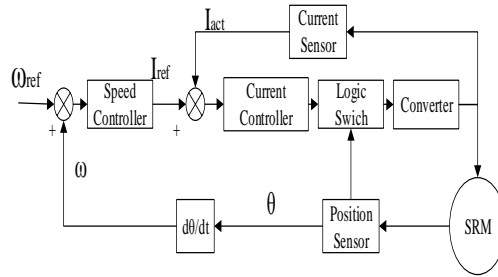 Iact
Current
Sensor
ωref
Iref
Speed
Controller
Current
Controller
Logic
Swich
Converter
+
+
ω
θ
dθ/dt
Position
Sensor
SRM